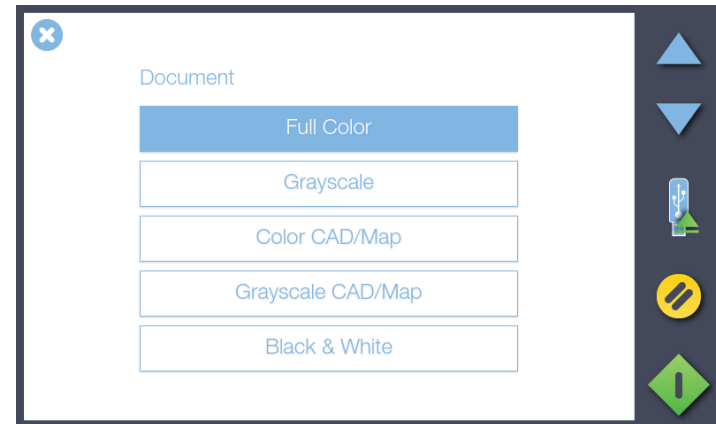 Document
Full Color
Grayscale
Color CAD/Map
Grayscale CAD/Map
Black & White